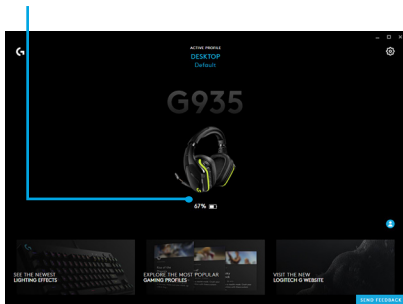 ACTIVE PROFILE
DESKTOP
Default
G935
67%
SEE THE NEWEST
LIGHTING EFFECTS
EXPLORE THE MOST POPULAR
GAMING PROFILES
VISIT THE NEW
LOGITECH G WEBSITE
SEND FEEDBACK